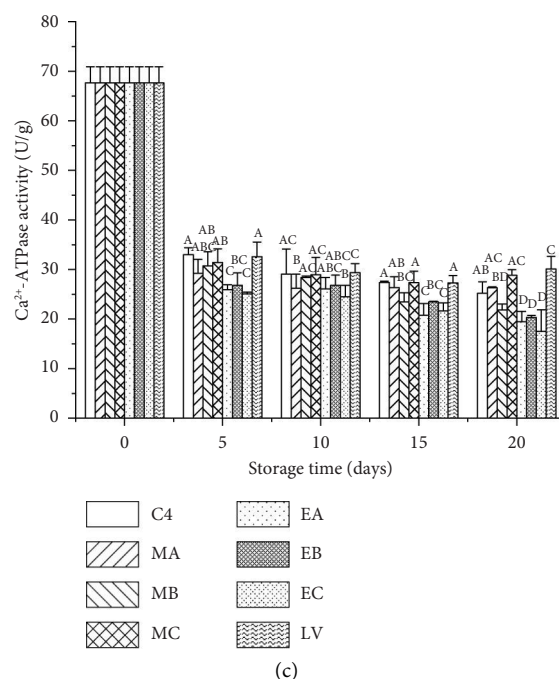 Ca²⁺-ATPase activity (U/g)
80
70
60
50
40
30
20
10
0
A ABC AB AB C BC C A
AC B AC AC ABC ABC B C
A AB BC A C BC C A
AB AC BD AC D D D C
0 5 10 15 20
Storage time (days)
C4 EA
MA EB
MB EC
MC LV
(c)